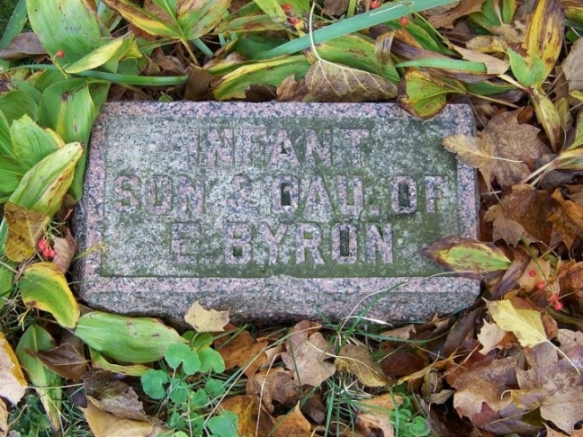 INFANT
SON & DAU. OF
E. BYRON